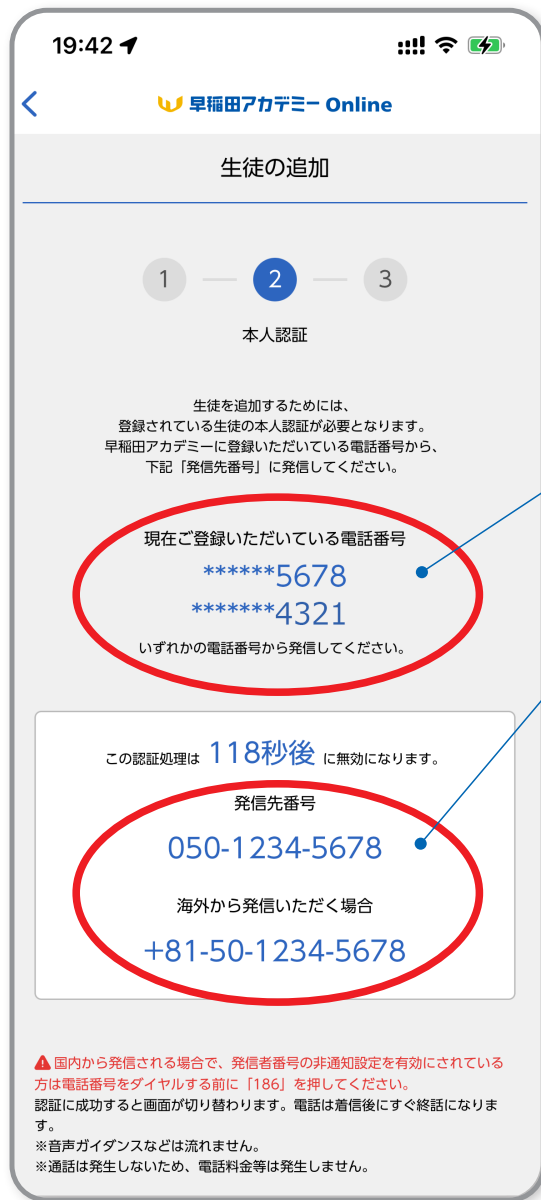 19:42
早稲田アカデミー Online
生徒の追加
1
2
3
本人認証
生徒を追加するためには、
登録されている生徒の本人認証が必要となります。
早稲田アカデミーに登録いただいている電話番号から、
下記「発信先番号」に発信してください。
現在ご登録いただいている電話番号
******5678
*******4321
いずれかの電話番号から発信してください。
この認証処理は 118秒後 に無効になります。
発信先番号
050-1234-5678
海外から発信いただく場合
+81-50-1234-5678
国内から発信される場合で、発信者番号の非通知設定を有効にされている
方は電話番号をダイヤルする前に「186」を押してください。
認証に成功すると画面が切り替わります。電話は着信後にすぐ終話になりま
す。
※音声ガイダンスなどは流れません。
※通話は発生しないため、電話料金等は発生しません。